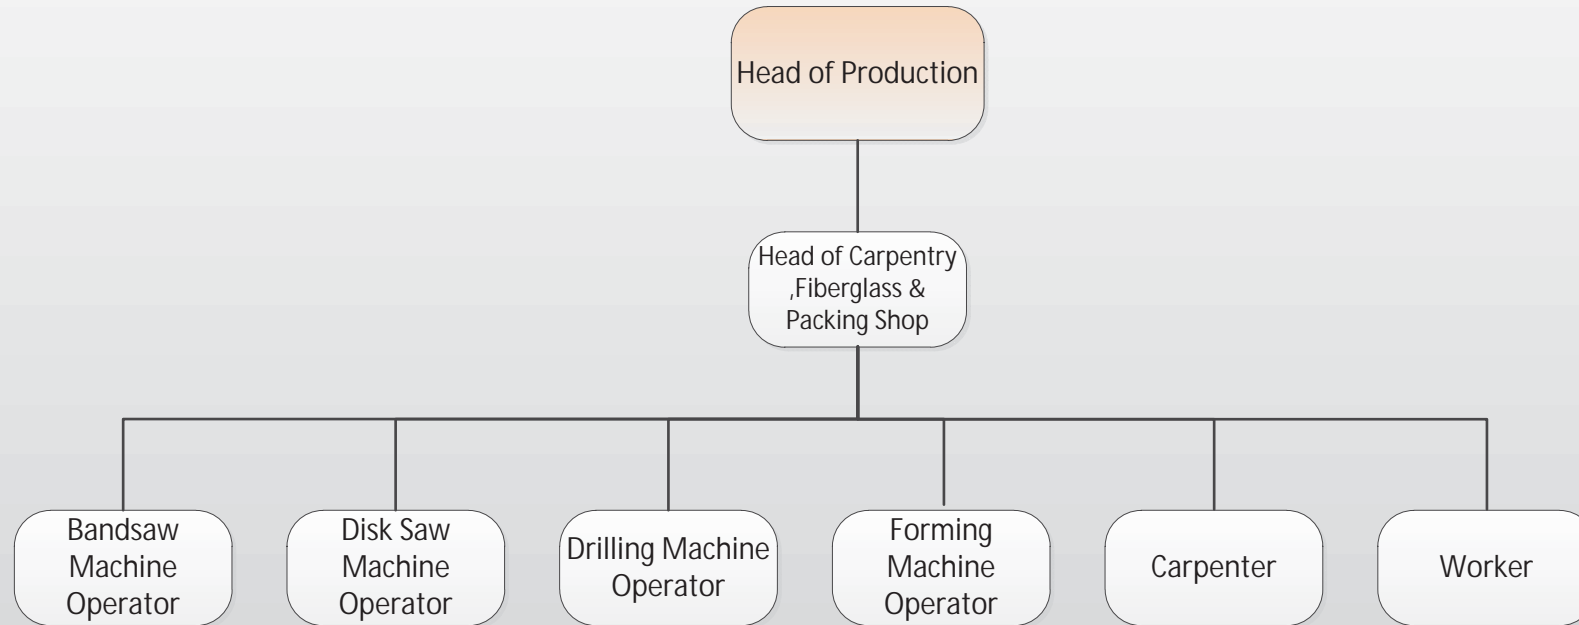 Head of Production
Head of Carpentry
,Fiberglass &
Packing Shop
Bandsaw
Machine
Operator
Disk Saw
Machine
Operator
Drilling Machine
Operator
Forming
Machine
Operator
Carpenter
Worker